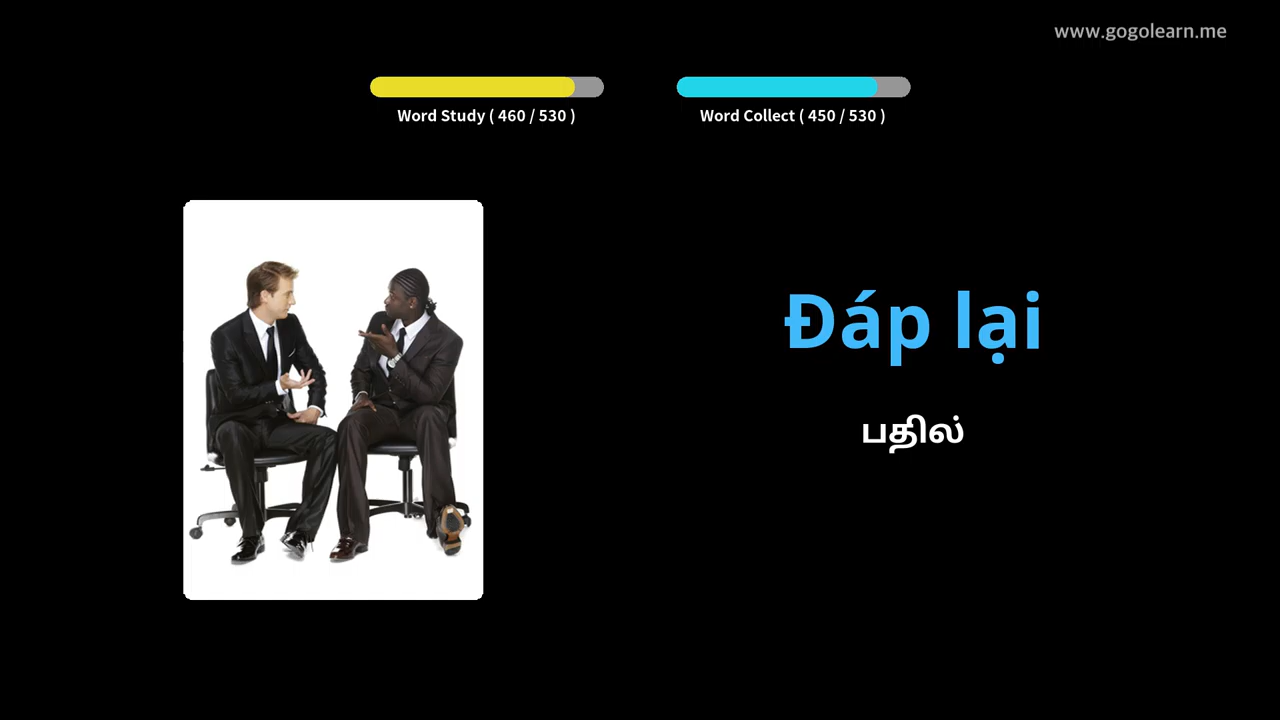 www.gogolearn.me
Word Study ( 460 / 530 )
Word Collect ( 450 / 530 )
Đáp lại
பதில்